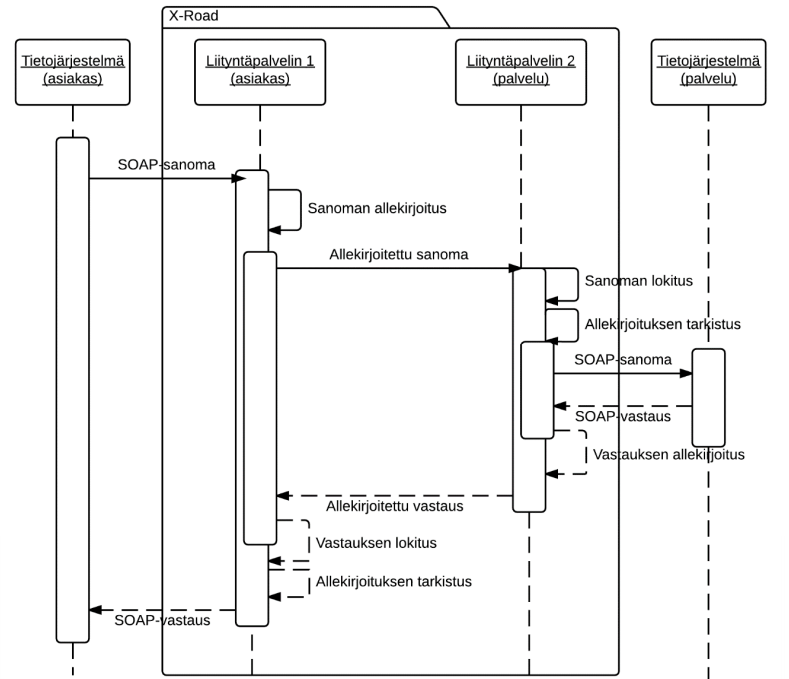 X-Road
Tietojärjestelmä
(asiakas)
Liityntäpalvelin 1
(asiakas)
Liityntäpalvelin 2
(palvelu)
Tietojärjestelmä
(palvelu)
SOAP-sanoma
Sanoman allekirjoitus
Allekirjoitettu sanoma
Sanoman lokitus
Allekirjoituksen tarkistus
SOAP-sanoma
SOAP-vastaus
Vastauksen allekirjoitus
Allekirjoitettu vastaus
Vastauksen lokitus
Allekirjoituksen tarkistus
SOAP-vastaus